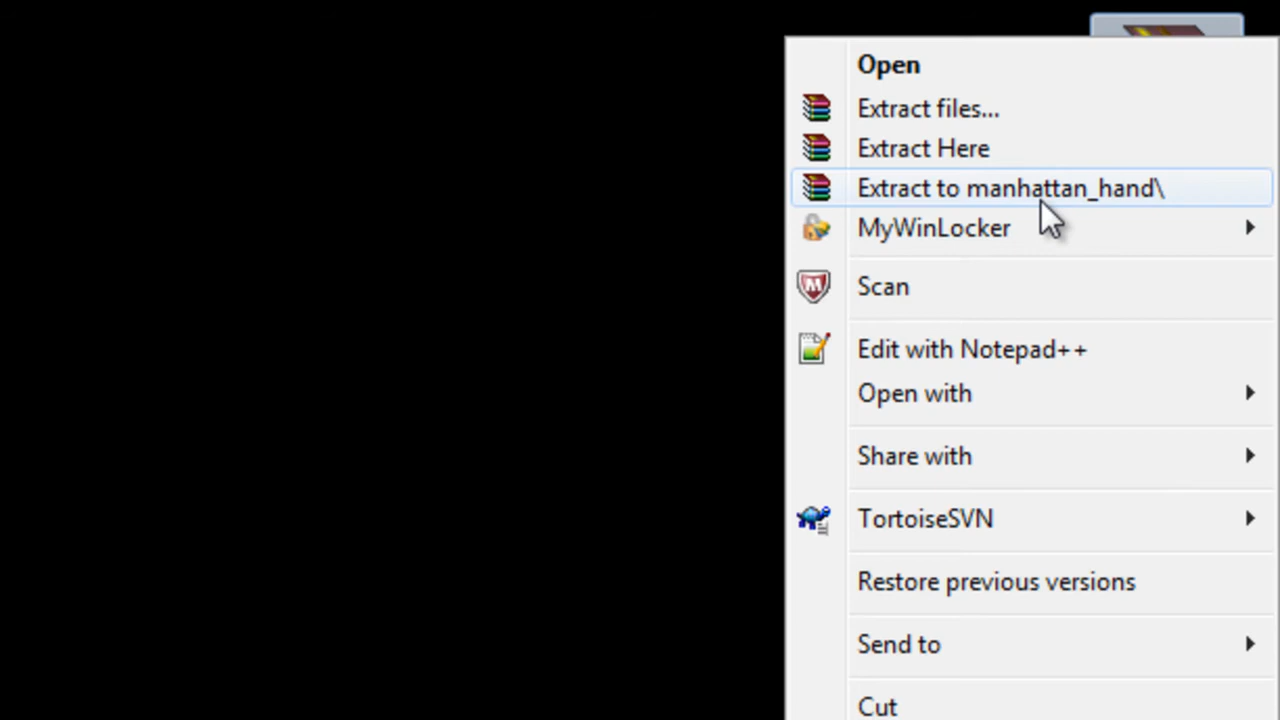 Open
Extract files...
Extract Here
Extract to manhattan_hand\
MyWinLocker
Scan
Edit with Notepad++
Open with
Share with
TortoiseSVN
Restore previous versions
Send to
Cut